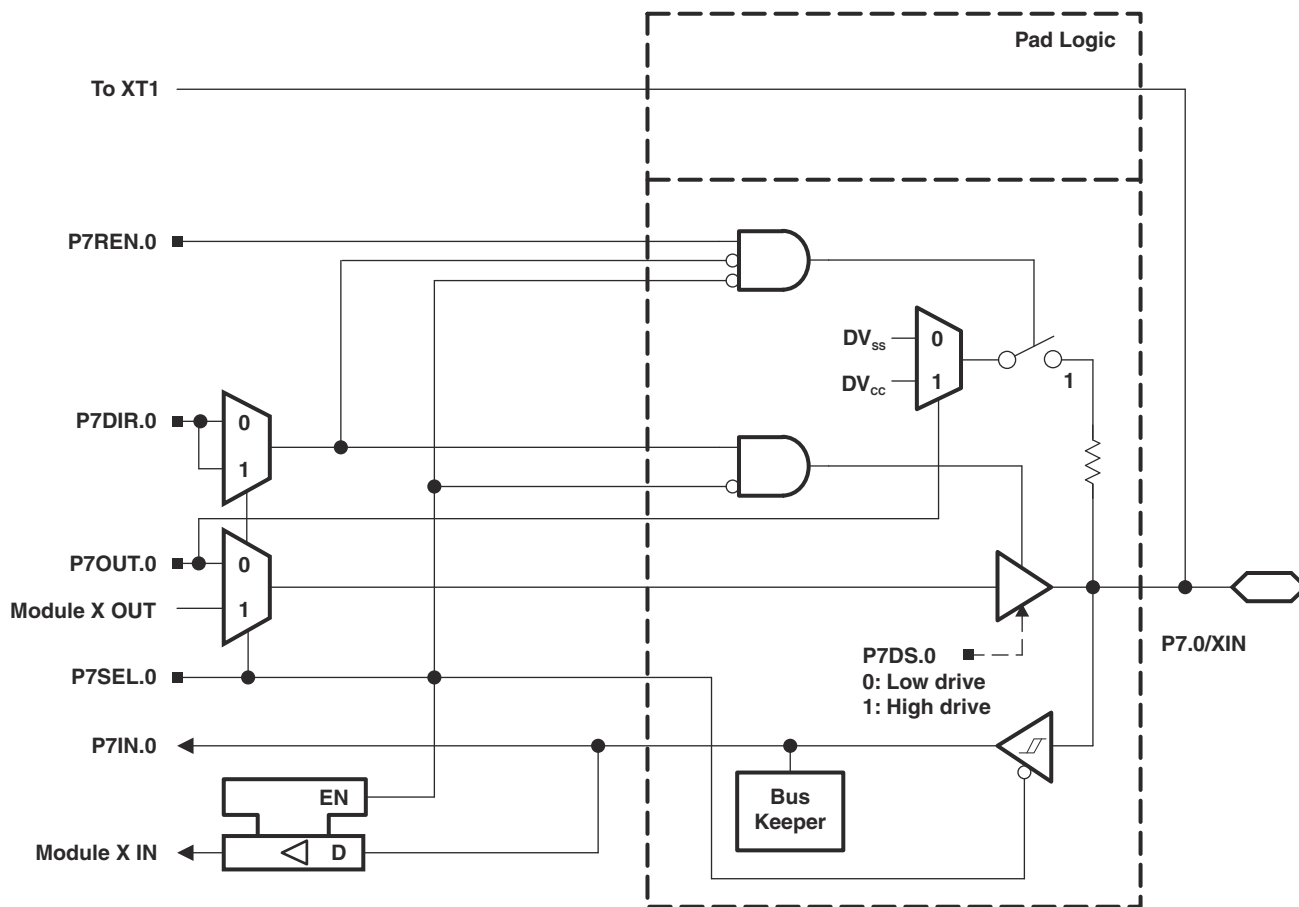 Pad Logic
To XT1
P7REN.0
DVSS
0
DVCC
1
1
P7DIR.0
0
1
P7OUT.0
0
Module X OUT
1
P7DS.0
0: Low drive
1: High drive
P7.0/XIN
P7SEL.0
P7IN.0
EN
Bus
Keeper
Module X IN
D